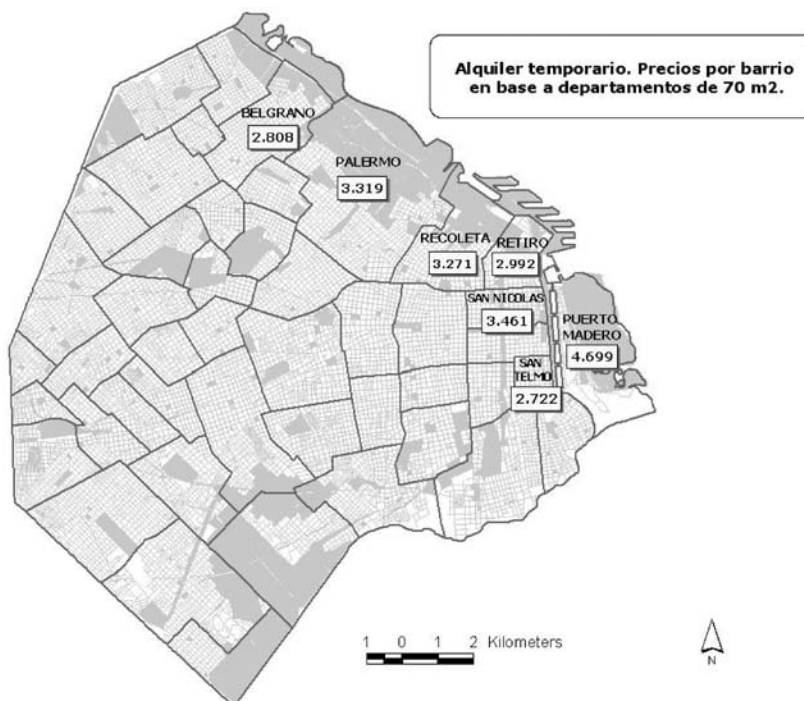 Alquiler temporario. Precios por barrio
en base a departamentos de 70 m2.
BELGRANO
2.808
PALERMO
3.319
RECOLETA
3.271
RETIRO
2.992
SAN NICOLAS
3.461
PUERTO
MADERO
4.699
SAN
TELMO
2.722
1 0 1 2 Kilometers
N